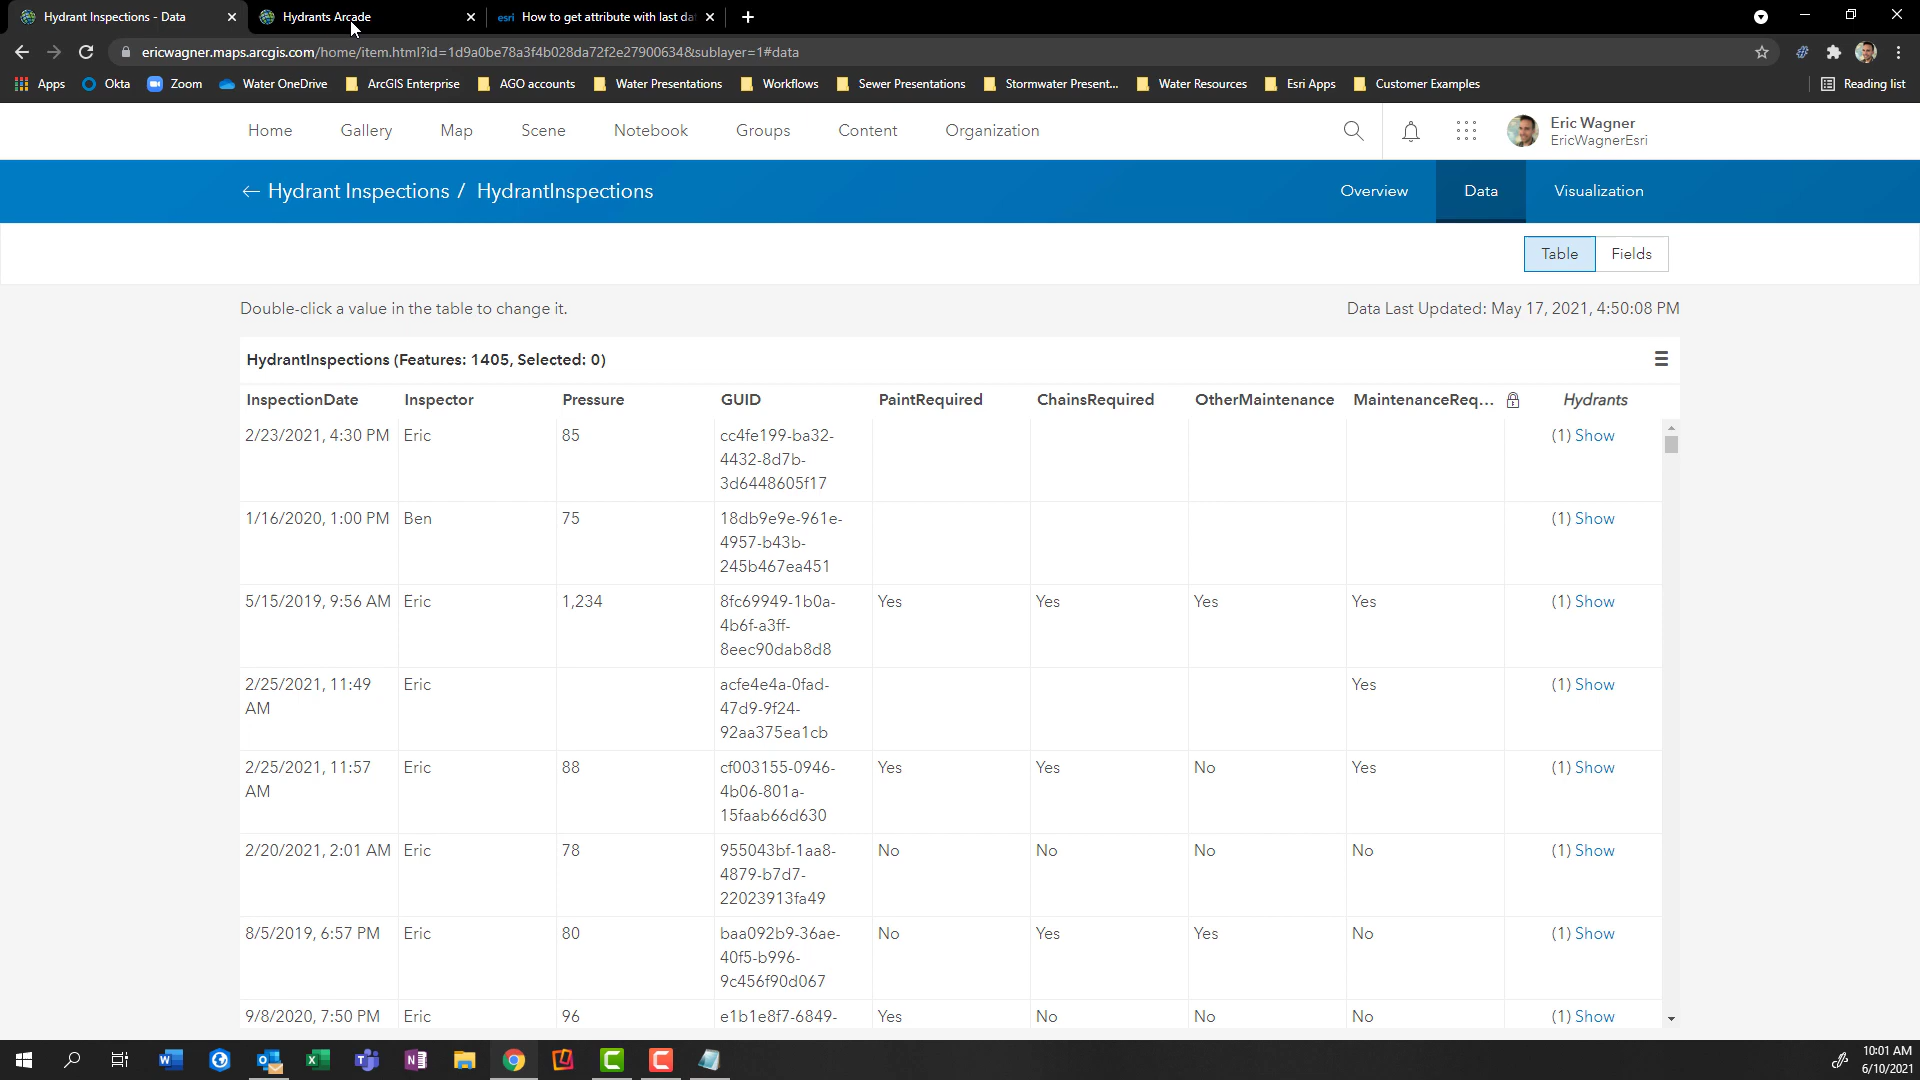 Hydrant Inspections - Data
Hydrants Arcade
esri How to get attribute with last da
ericwagner.maps.arcgis.com/home/item.html?id=1d9a0be78a3f4b028da72f2e27900634&sublayer=1#data
Apps Okta Zoom Water OneDrive ArcGIS Enterprise AGO accounts Water Presentations Workflows Sewer Presentations Stormwater Present... Water Resources Esri Apps Customer Examples Reading list
Home Gallery Map Scene Notebook Groups Content Organization
Eric Wagner
EricWagnerEsri
Hydrant Inspections / HydrantInspections
Overview Data Visualization
Table Fields
Double-click a value in the table to change it.
Data Last Updated: May 17, 2021, 4:50:08 PM
HydrantInspections (Features: 1405, Selected: 0)
InspectionDate Inspector Pressure GUID PaintRequired ChainsRequired OtherMaintenance MaintenanceReq... Hydrants
2/23/2021, 4:30 PM Eric 85 cc4fe199-ba32- (1) Show
4432-8d7b-
3d6448605f17
1/16/2020, 1:00 PM Ben 75 18db9e9e-961e- (1) Show
4957-b43b-
245b467ea451
5/15/2019, 9:56 AM Eric 1,234 8fc69949-1b0a- Yes Yes Yes Yes (1) Show
4b6f-a3ff-
8eec90dab8d8
2/25/2021, 11:49 Eric acfe4e4a-0fad- Yes (1) Show
AM 47d9-9f24-
92aa375ea1cb
2/25/2021, 11:57 Eric 88 cf003155-0946- Yes Yes No Yes (1) Show
AM 4b06-801a-
15faab66d630
2/20/2021, 2:01 AM Eric 78 955043bf-1aa8- No No No No (1) Show
4879-b7d7-
22023913fa49
8/5/2019, 6:57 PM Eric 80 baa092b9-36ae- No Yes Yes No (1) Show
40f5-b996-
9c456f90d067
9/8/2020, 7:50 PM Eric 96 e1b1e8f7-6849- Yes No No No (1) Show
10:01 AM
6/10/2021